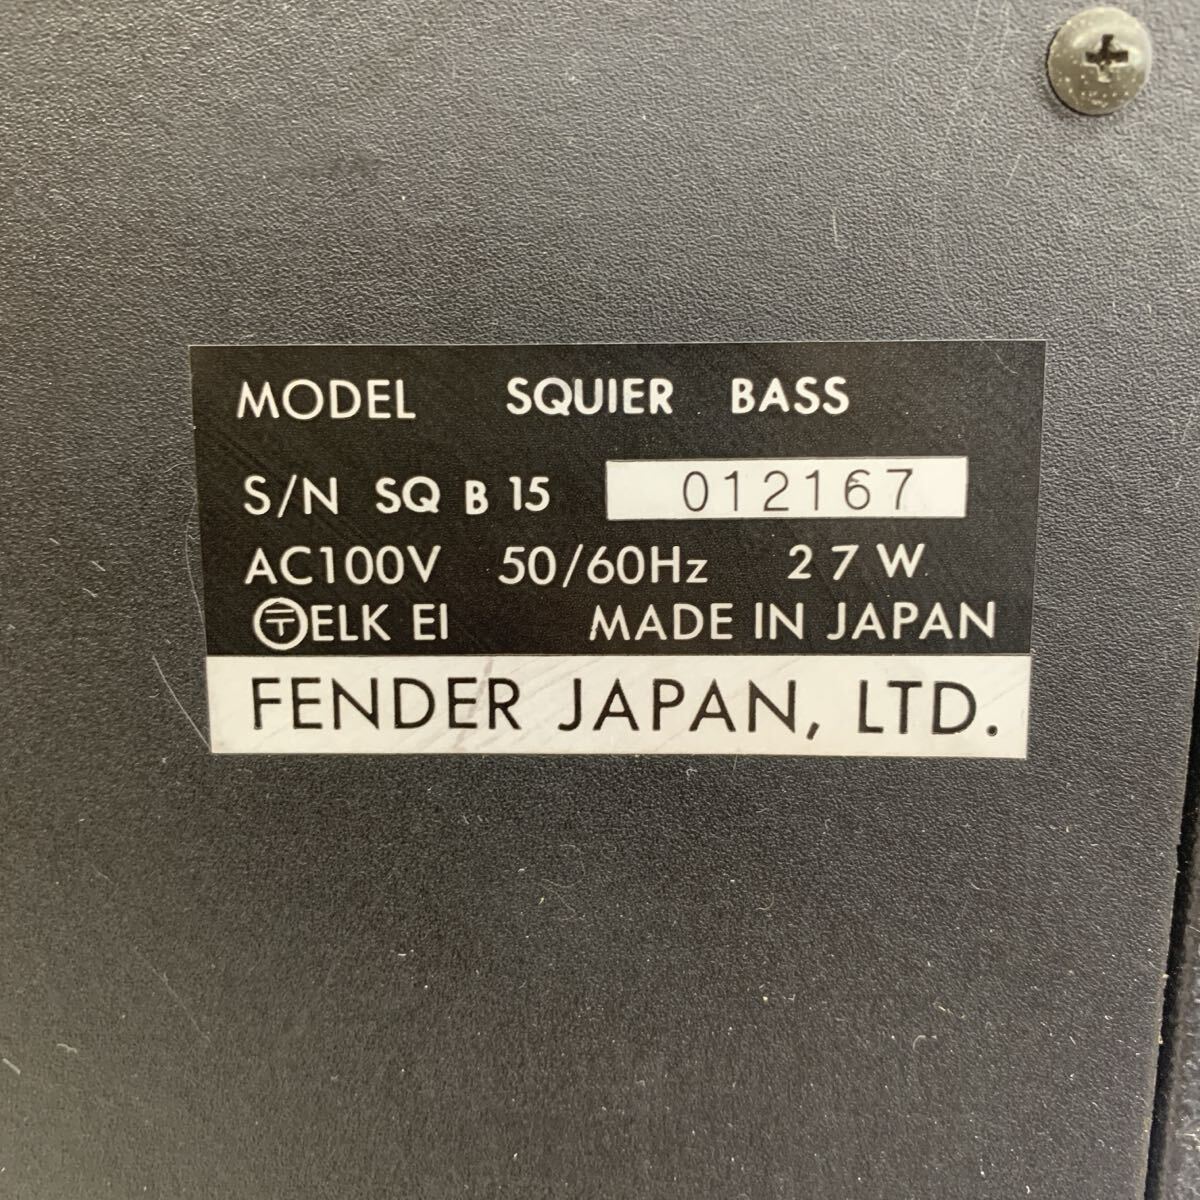 MODEL SQUIER BASS
S/N SQ B 15 012167
AC100V 50/60Hz 27W
〶ELK EI MADE IN JAPAN
FENDER JAPAN, LTD.